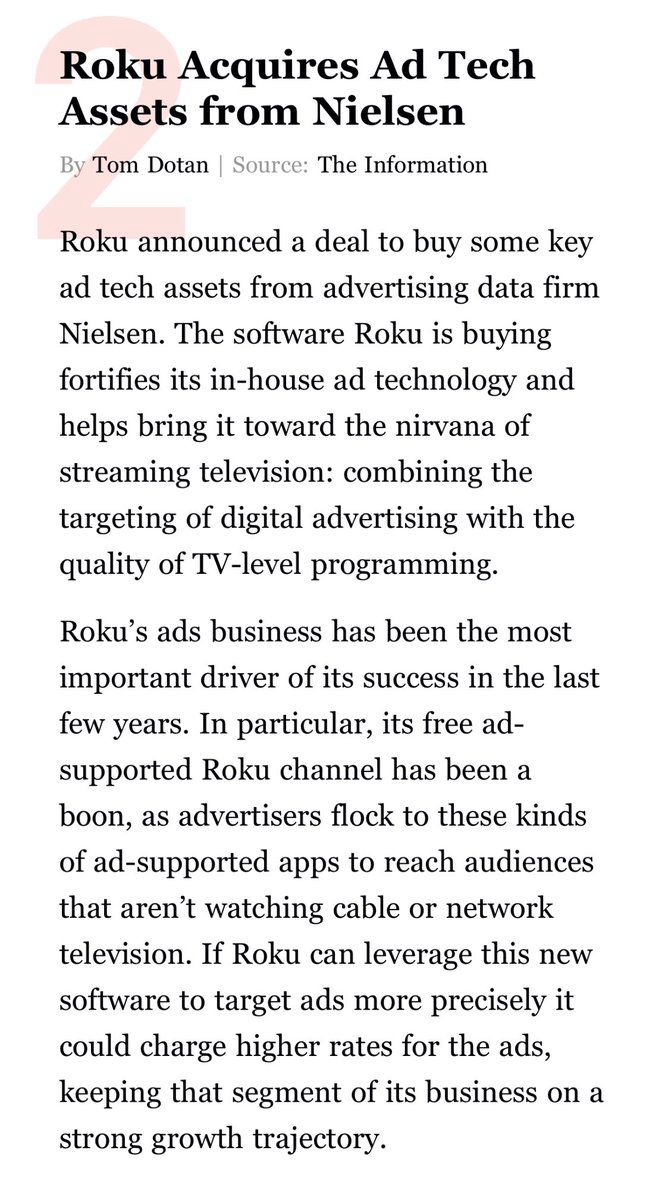 2
Roku Acquires Ad Tech
Assets from Nielsen
By Tom Dotan | Source: The Information
Roku announced a deal to buy some key
ad tech assets from advertising data firm
Nielsen. The software Roku is buying
fortifies its in-house ad technology and
helps bring it toward the nirvana of
streaming television: combining the
targeting of digital advertising with the
quality of TV-level programming.
Roku’s ads business has been the most
important driver of its success in the last
few years. In particular, its free ad-
supported Roku channel has been a
boon, as advertisers flock to these kinds
of ad-supported apps to reach audiences
that aren’t watching cable or network
television. If Roku can leverage this new
software to target ads more precisely it
could charge higher rates for the ads,
keeping that segment of its business on a
strong growth trajectory.